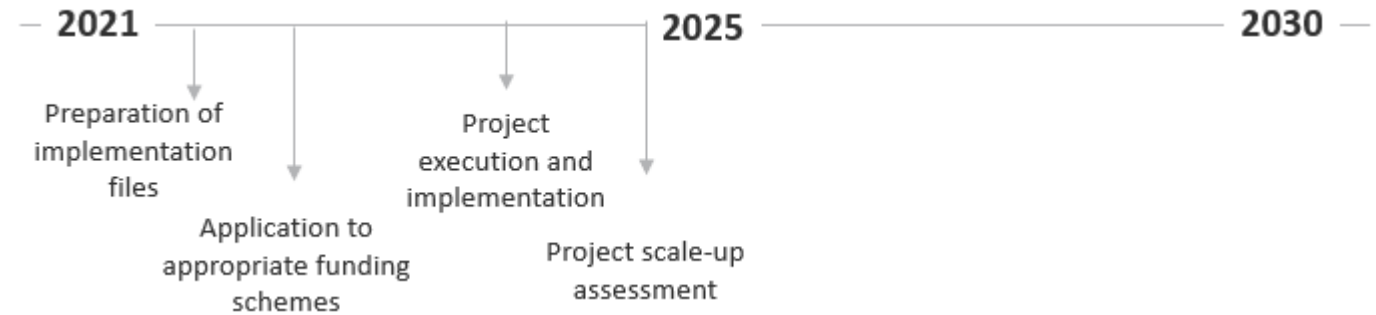 2021
2025
2030
Preparation of
implementation
files
Application to
appropriate funding
schemes
Project
execution and
implementation
Project scale-up
assessment